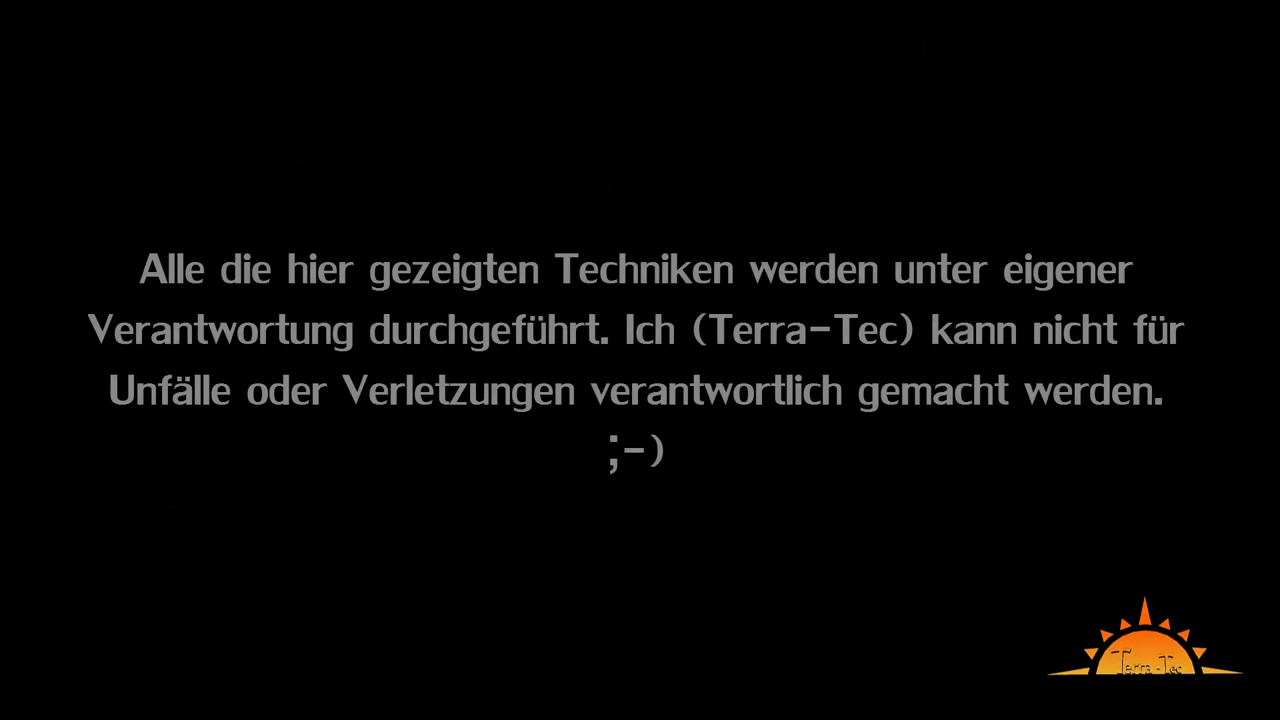 Alle die hier gezeigten Techniken werden unter eigener
Verantwortung durchgeführt. Ich (Terra-Tec) kann nicht für
Unfälle oder Verletzungen verantwortlich gemacht werden.
;-)
Terra-Tec